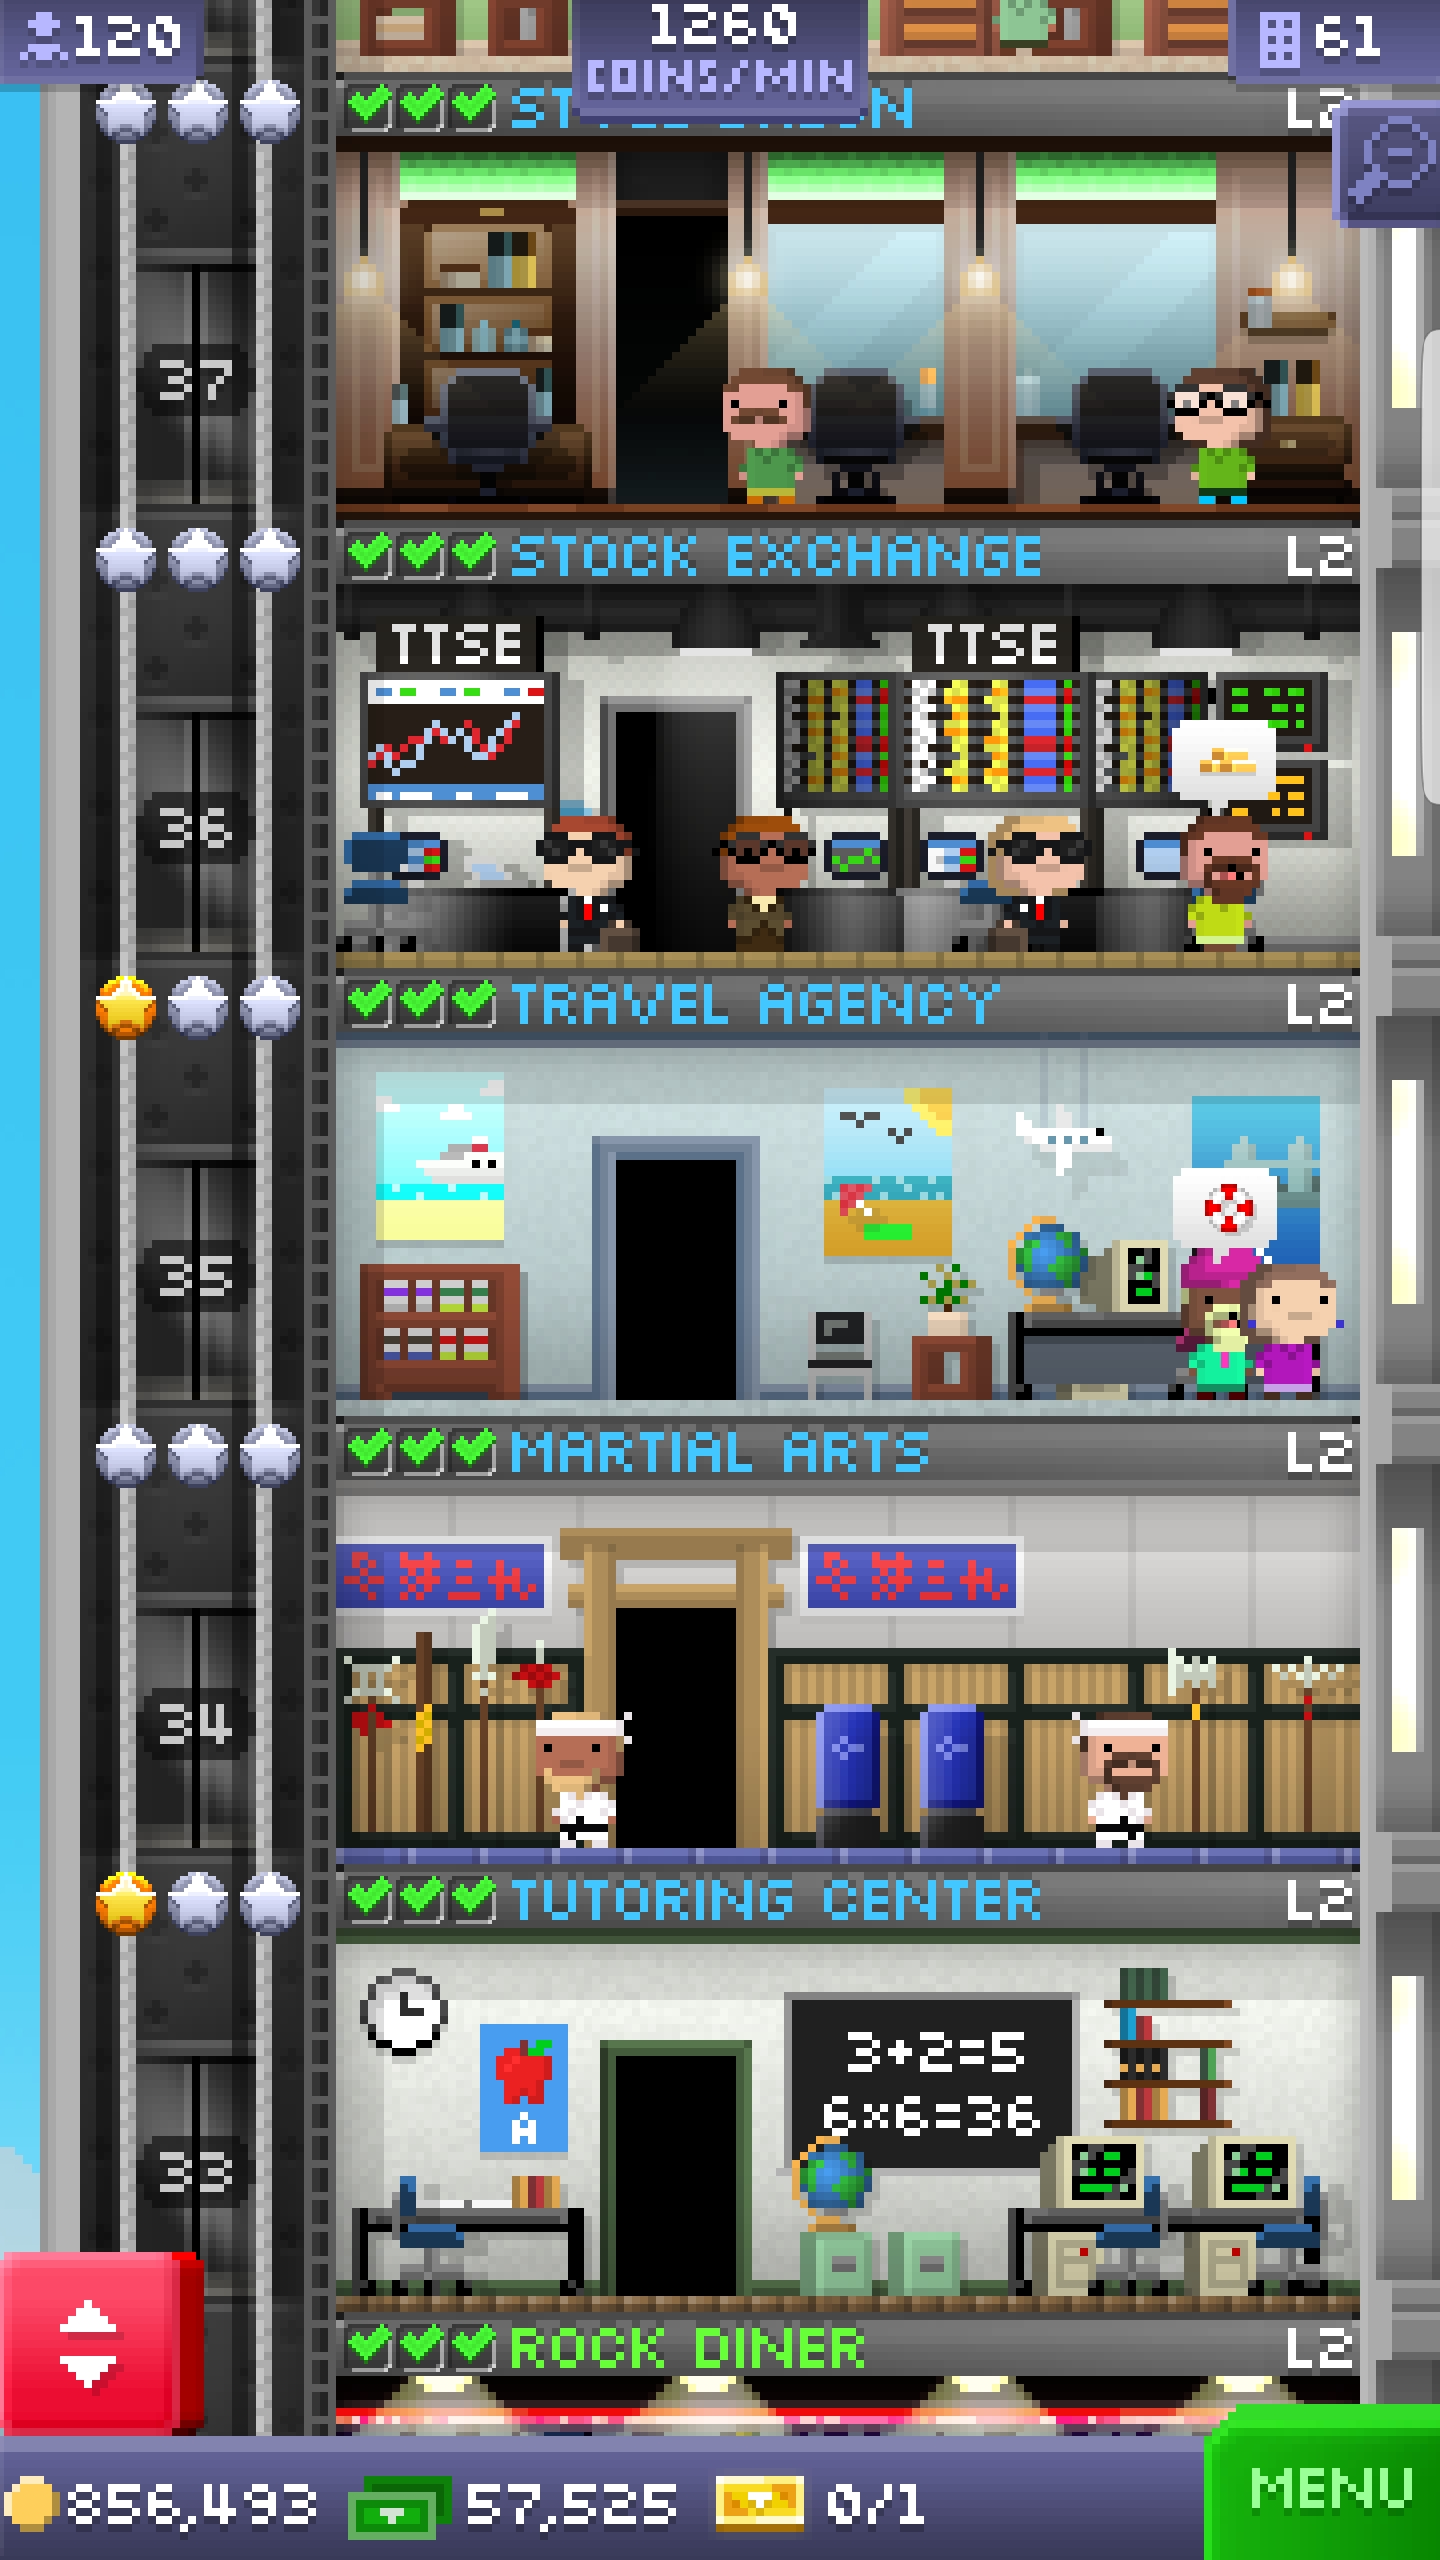 120
1260
COINS/MIN
61
L2
37
STOCK EXCHANGE
L2
TTSE
TTSE
36
TRAVEL AGENCY
L2
35
MARTIAL ARTS
L2
34
TUTORING CENTER
L2
3+2=5
6×6=36
A
33
ROCK DINER
L2
856,493
57,525
0/1
MENU